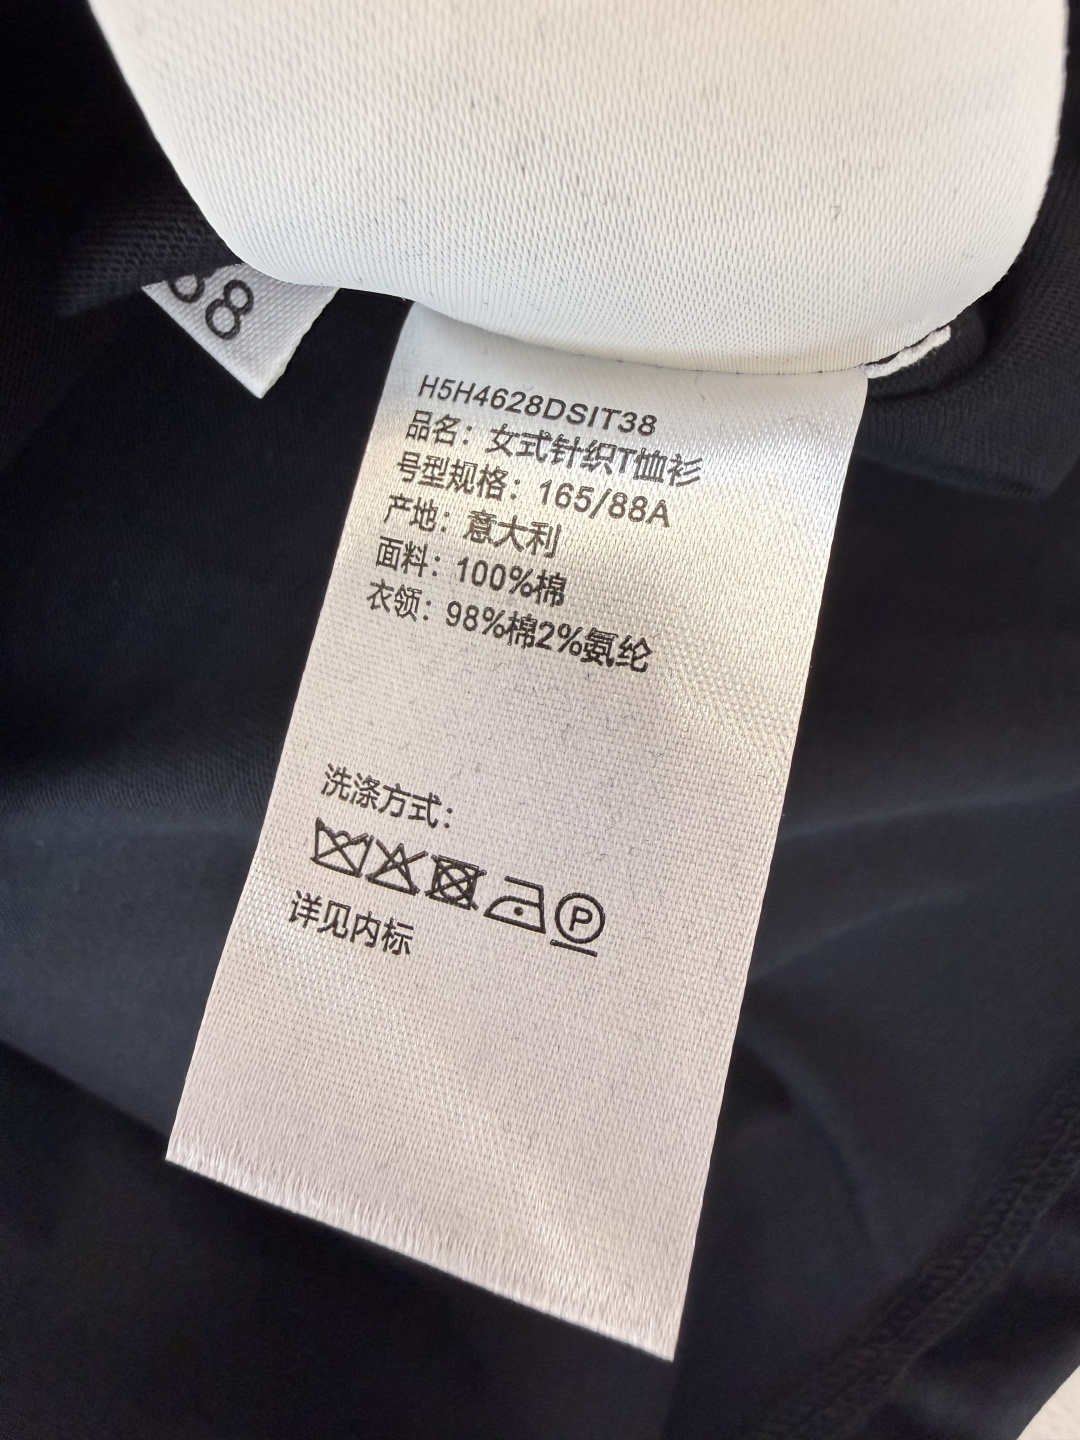 88
H5H4628DSIT38
品名：女式针织T恤衫
号型规格：165/88A
产地：意大利
面料：100%棉
衣领：98%棉2%氨纶
洗涤方式：
P
详见内标